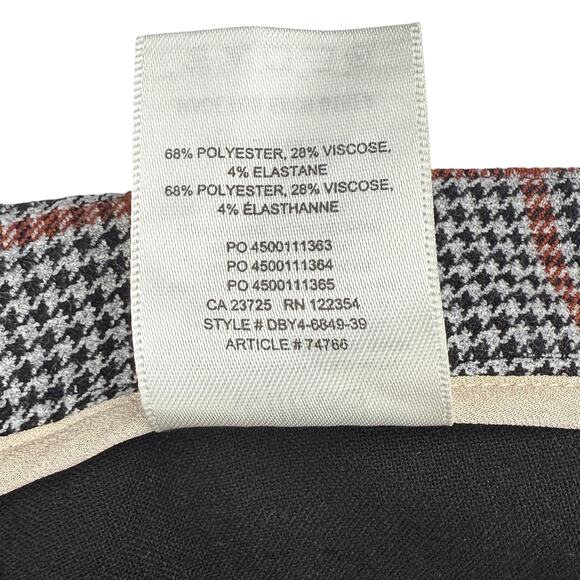 68% POLYESTER, 28% VISCOSE,
4% ELASTANE
68% POLYESTER, 28% VISCOSE,
4% ÉLASTHANNE
PO 4500111363
PO 4500111364
PO 4500111365
CA 23725 RN 122354
STYLE # DBY4-6849-39
ARTICLE # 74766